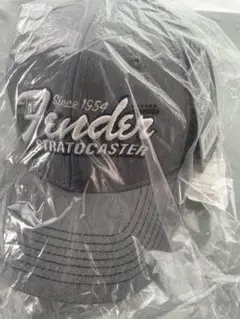 Since 1954
Fender
STRATOCASTER